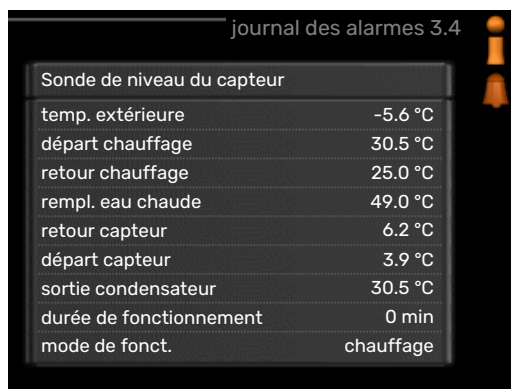 journal des alarmes 3.4
Sonde de niveau du capteur
temp. extérieure -5.6 °C
départ chauffage 30.5 °C
retour chauffage 25.0 °C
rempl. eau chaude 49.0 °C
retour capteur 6.2 °C
départ capteur 3.9 °C
sortie condensateur 30.5 °C
durée de fonctionnement 0 min
mode de fonct. chauffage